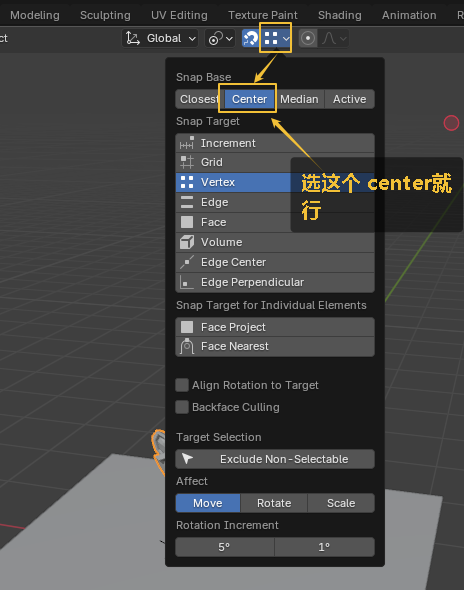 Modeling Sculpting UV Editing Texture Paint Shading Animation R
ct Global
Snap Base
Closest Center Median Active
Snap Target
Increment
Grid
Vertex
Edge
Face
Volume
Edge Center
Edge Perpendicular
选这个 center就
行
Snap Target for Individual Elements
Face Project
Face Nearest
Align Rotation to Target
Backface Culling
Target Selection
Exclude Non-Selectable
Affect
Move Rotate Scale
Rotation Increment
5° 1°